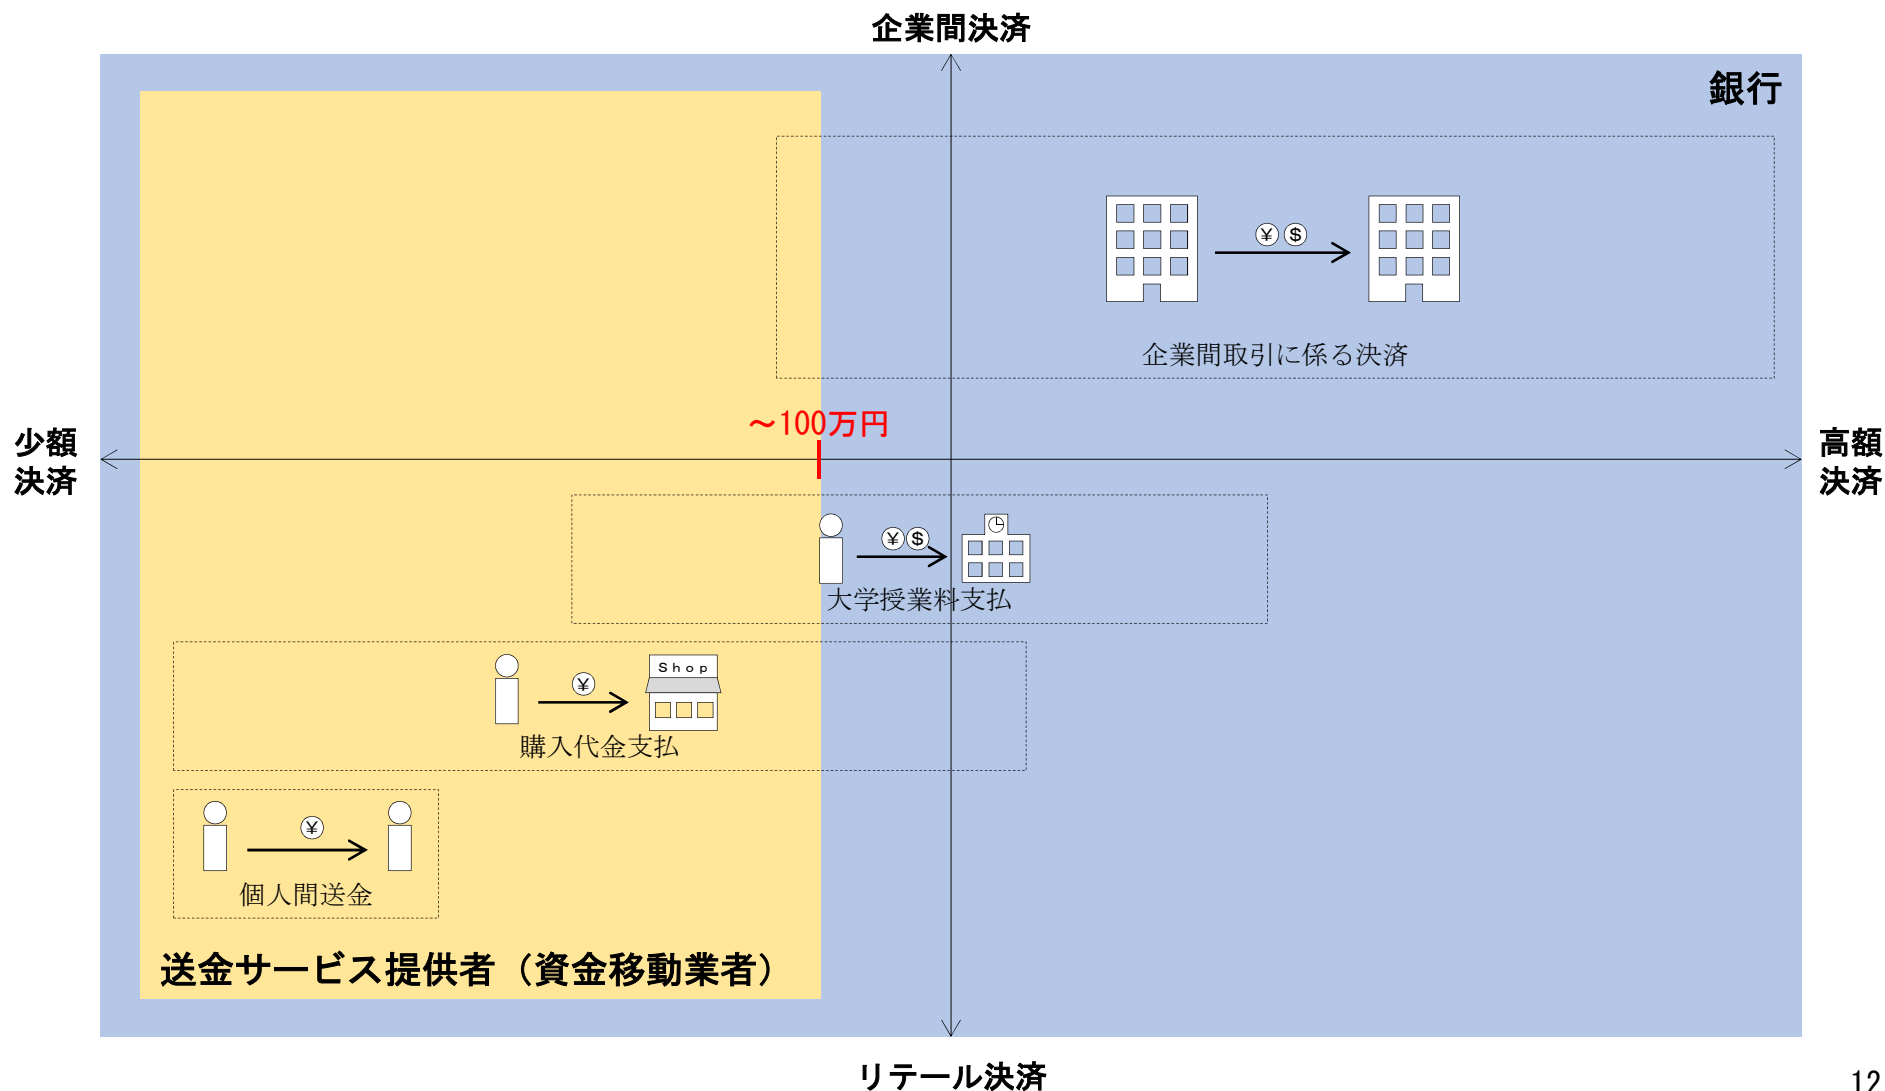 企業間決済
銀行
¥ $
企業間取引に係る決済
～100万円
少額
決済
高額
決済
¥ $
大学授業料支払
Shop
¥
購入代金支払
¥
個人間送金
送金サービス提供者（資金移動業者）
リテール決済
12